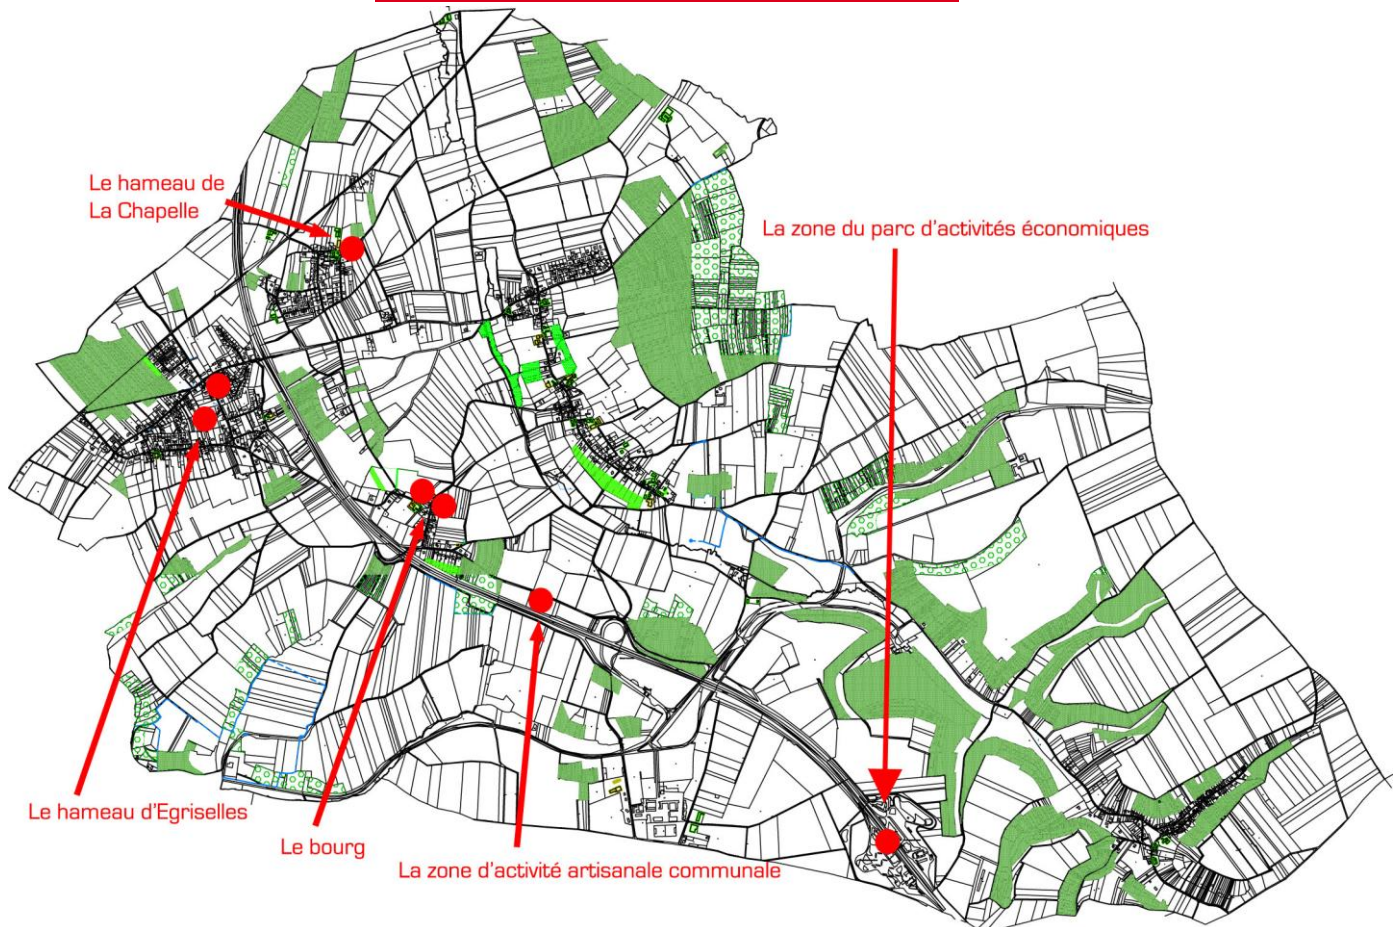 Le hameau de
La Chapelle
La zone du parc d'activités économiques
Le hameau d'Egriselles
Le bourg
La zone d'activité artisanale communale